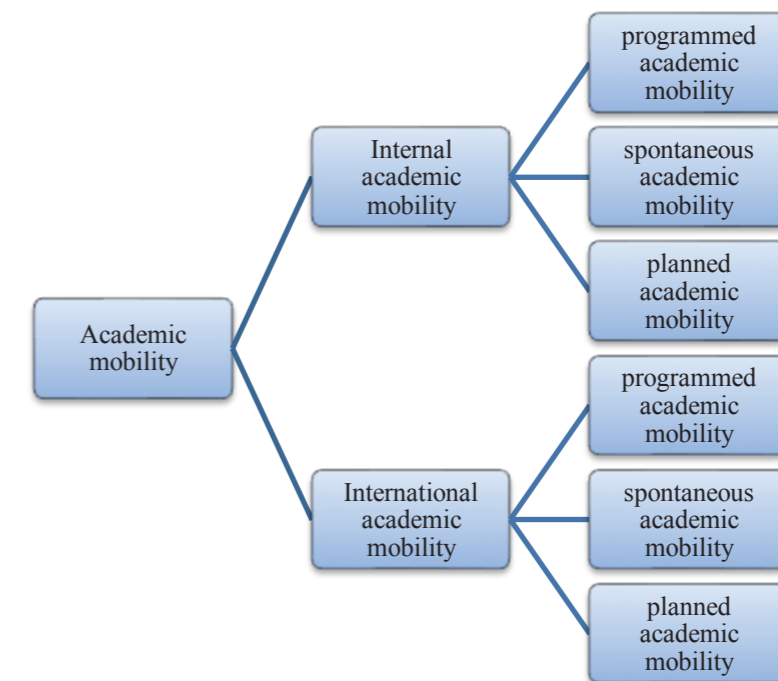 Academic
mobility
Internal
academic
mobility
programmed
academic
mobility
spontaneous
academic
mobility
planned
academic
mobility
International
academic
mobility
programmed
academic
mobility
spontaneous
academic
mobility
planned
academic
mobility